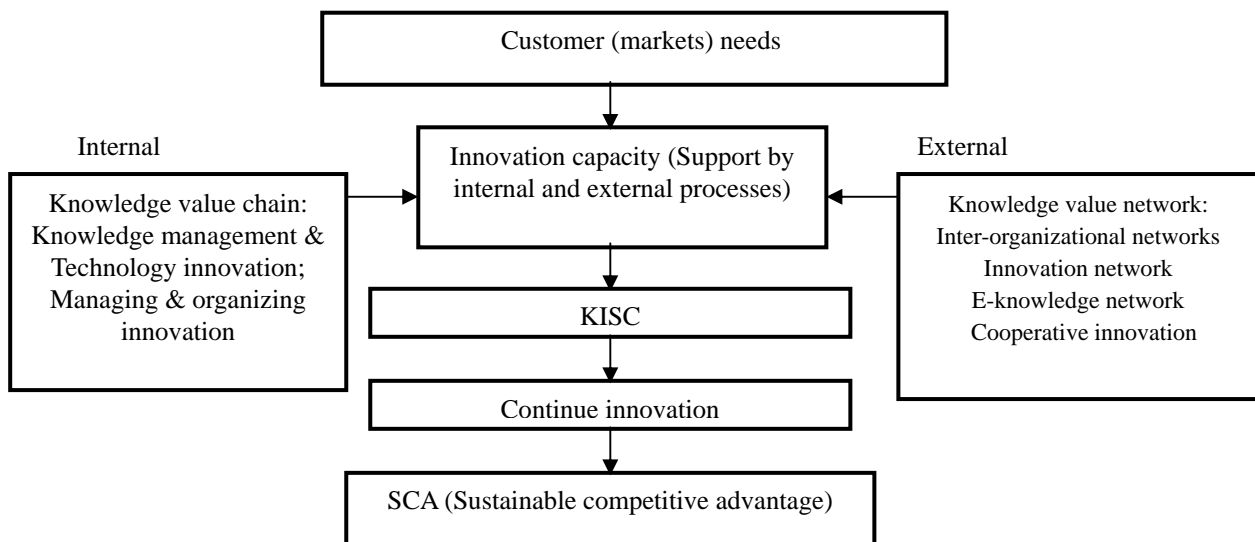 Customer (markets) needs
Internal
Innovation capacity (Support by
internal and external processes)
External
Knowledge value chain:
Knowledge management &
Technology innovation;
Managing & organizing
innovation
Knowledge value network:
Inter-organizational networks
Innovation network
E-knowledge network
Cooperative innovation
KISC
Continue innovation
SCA (Sustainable competitive advantage)